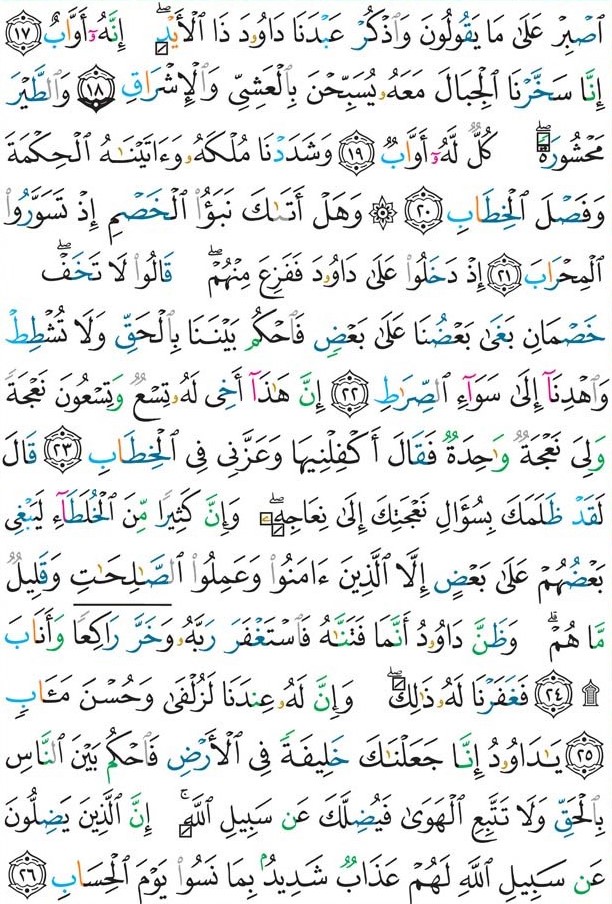 ٱصْبِرْ عَلَىٰ مَا يَقُولُونَ وَٱذْكُرْ عَبْدَنَا دَاوُۥدَ ذَا ٱلْأَيْدِ ۖ إِنَّهُۥٓ أَوَّابٌ ١٧
إِنَّا سَخَّرْنَا ٱلْجِبَالَ مَعَهُۥ يُسَبِّحْنَ بِٱلْعَشِىِّ وَٱلْإِشْرَاقِ ١٨ وَٱلطَّيْرَ
مَحْشُورَةً ۖ كُلٌّ لَّهُۥٓ أَوَّابٌ ١٩ وَشَدَدْنَا مُلْكَهُۥ وَءَاتَيْنَـٰهُ ٱلْحِكْمَةَ
وَفَصْلَ ٱلْخِطَابِ ٢٠ ۞ وَهَلْ أَتَىٰكَ نَبَؤُا۟ ٱلْخَصْمِ إِذْ تَسَوَّرُوا۟
ٱلْمِحْرَابَ ٢١ إِذْ دَخَلُوا۟ عَلَىٰ دَاوُۥدَ فَفَزِعَ مِنْهُمْ ۖ قَالُوا۟ لَا تَخَفْ ۖ
خَصْمَانِ بَغَىٰ بَعْضُنَا عَلَىٰ بَعْضٍ فَٱحْكُم بَيْنَنَا بِٱلْحَقِّ وَلَا تُشْطِطْ
وَٱهْدِنَآ إِلَىٰ سَوَآءِ ٱلصِّرَٰطِ ٢٢ إِنَّ هَـٰذَآ أَخِى لَهُۥ تِسْعٌ وَتِسْعُونَ نَعْجَةً
وَلِىَ نَعْجَةٌ وَٰحِدَةٌ فَقَالَ أَكْفِلْنِيهَا وَعَزَّنِى فِى ٱلْخِطَابِ ٢٣ قَالَ
لَقَدْ ظَلَمَكَ بِسُؤَالِ نَعْجَتِكَ إِلَىٰ نِعَاجِهِۦ ۖ وَإِنَّ كَثِيرًا مِّنَ ٱلْخُلَطَآءِ لَيَبْغِى
بَعْضُهُمْ عَلَىٰ بَعْضٍ إِلَّا ٱلَّذِينَ ءَامَنُوا۟ وَعَمِلُوا۟ ٱلصَّـٰلِحَـٰتِ وَقَلِيلٌ
مَّا هُمْ ۗ وَظَنَّ دَاوُۥدُ أَنَّمَا فَتَنَّـٰهُ فَٱسْتَغْفَرَ رَبَّهُۥ وَخَرَّ رَاكِعًا وَأَنَابَ
۩ ٢٤ فَغَفَرْنَا لَهُۥ ذَٰلِكَ ۖ وَإِنَّ لَهُۥ عِندَنَا لَزُلْفَىٰ وَحُسْنَ مَـَٔابٍ
٢٥ يَـٰدَاوُۥدُ إِنَّا جَعَلْنَـٰكَ خَلِيفَةً فِى ٱلْأَرْضِ فَٱحْكُم بَيْنَ ٱلنَّاسِ
بِٱلْحَقِّ وَلَا تَتَّبِعِ ٱلْهَوَىٰ فَيُضِلَّكَ عَن سَبِيلِ ٱللَّهِ ۚ إِنَّ ٱلَّذِينَ يَضِلُّونَ
عَن سَبِيلِ ٱللَّهِ لَهُمْ عَذَابٌ شَدِيدٌۢ بِمَا نَسُوا۟ يَوْمَ ٱلْحِسَابِ ٢٦